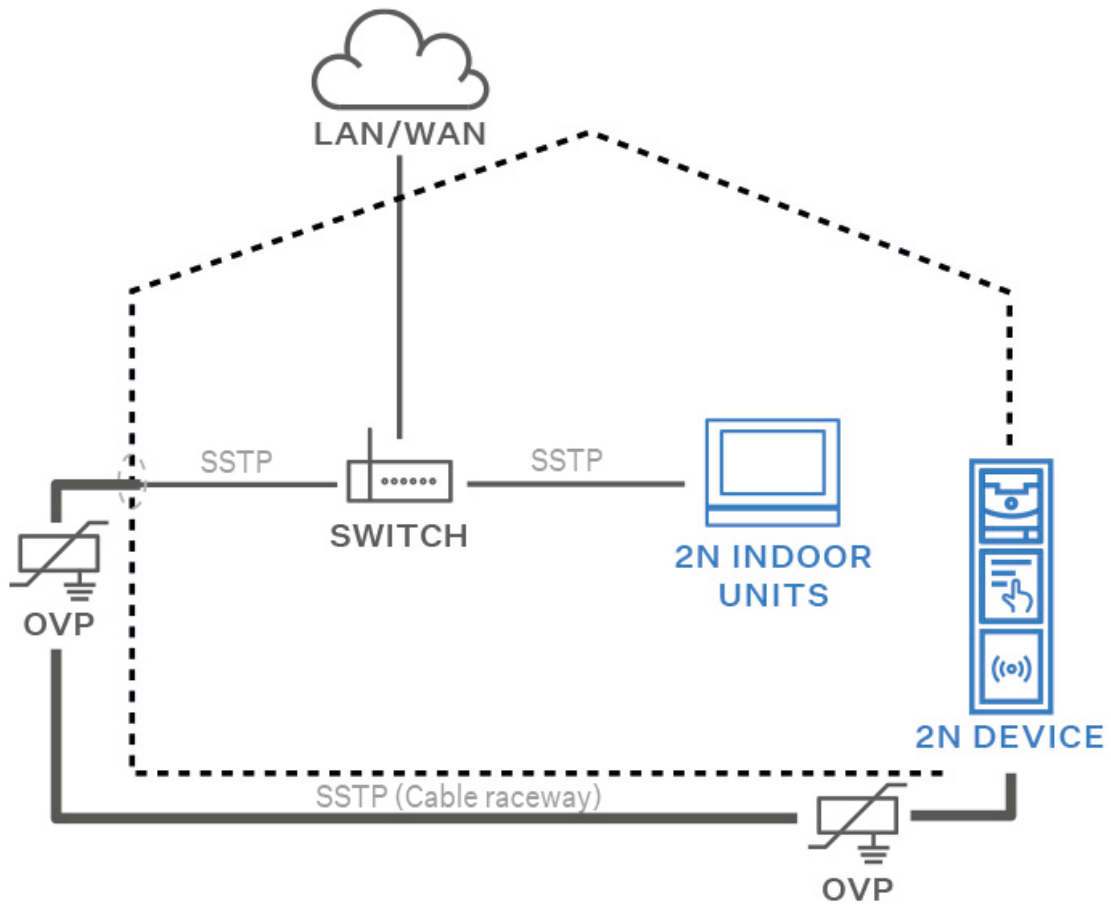 LAN/WAN
SSTP
SSTP
SWITCH
2N INDOOR
UNITS
OVP
2N DEVICE
SSTP (Cable raceway)
OVP